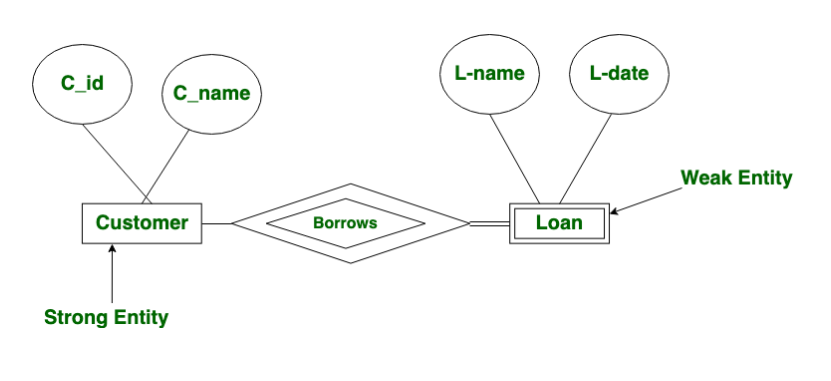 C_id
C_name
L-name
L-date
Weak Entity
Customer
Borrows
Loan
Strong Entity